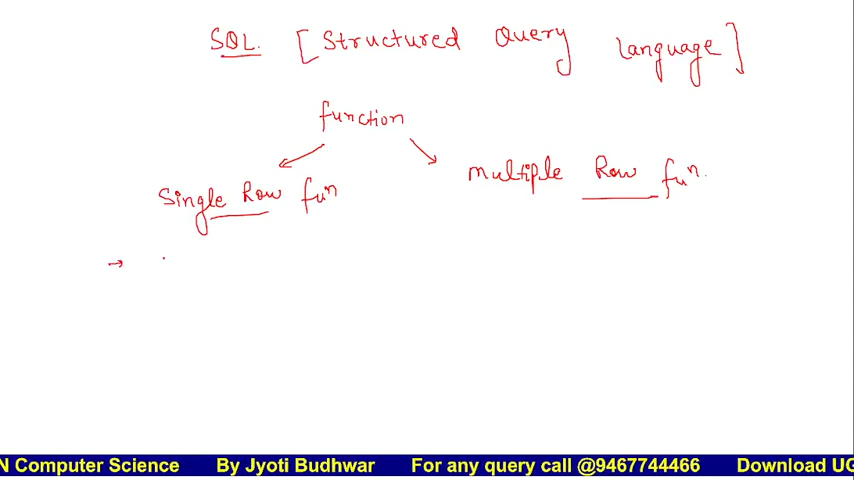 SQL. [Structured Query language]
function
Single Row fun
multiple Row fun.
N Computer Science By Jyoti Budhwar For any query call @9467744466 Download UG